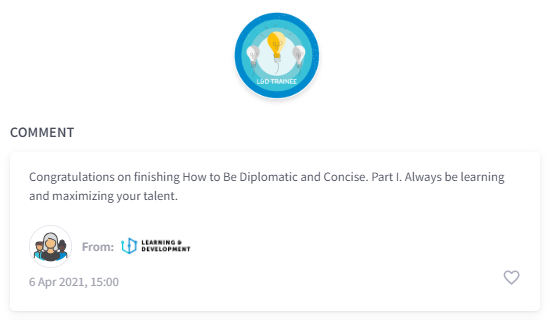 L&D TRAINEE
COMMENT
Congratulations on finishing How to Be Diplomatic and Concise. Part I. Always be learning
and maximizing your talent.
From: LEARNING &
DEVELOPMENT
6 Apr 2021, 15:00